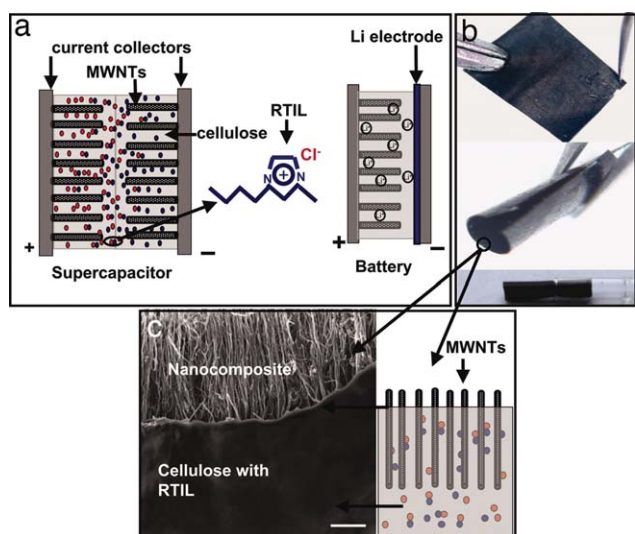 a
current collectors
MWNTs
cellulose
RTIL
Cl-
N + N
+
−
Supercapacitor
Li electrode
+
−
Battery
b
c
Nanocomposite
Cellulose with
RTIL
MWNTs